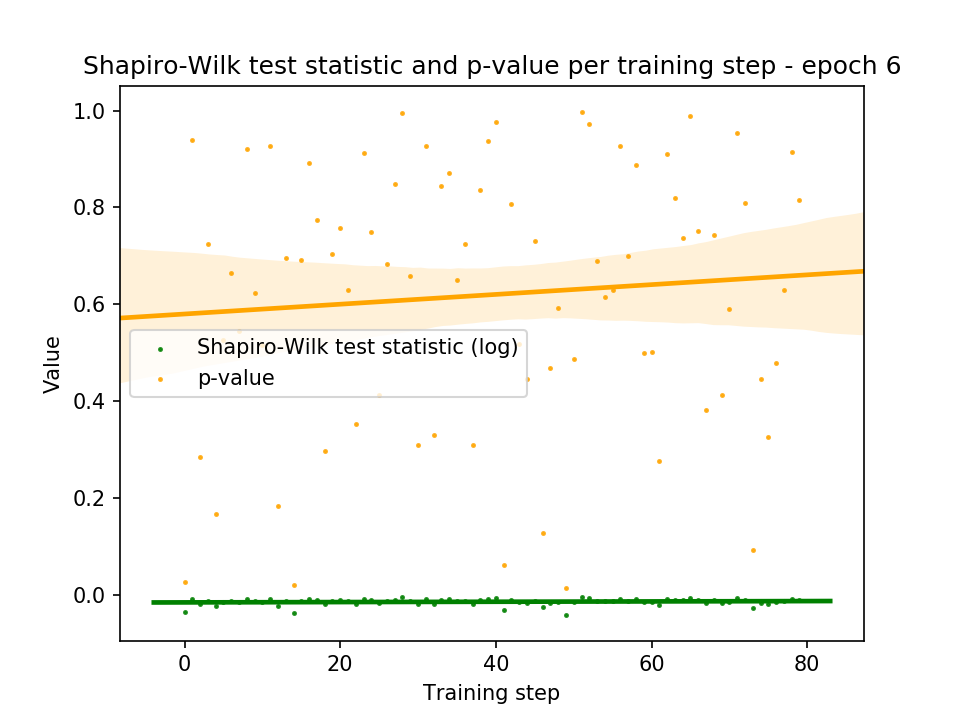 Shapiro-Wilk test statistic and p-value per training step - epoch 6
1.0
0.8
0.6
0.4
0.2
0.0
Value
Shapiro-Wilk test statistic (log)
p-value
0 20 40 60 80
Training step